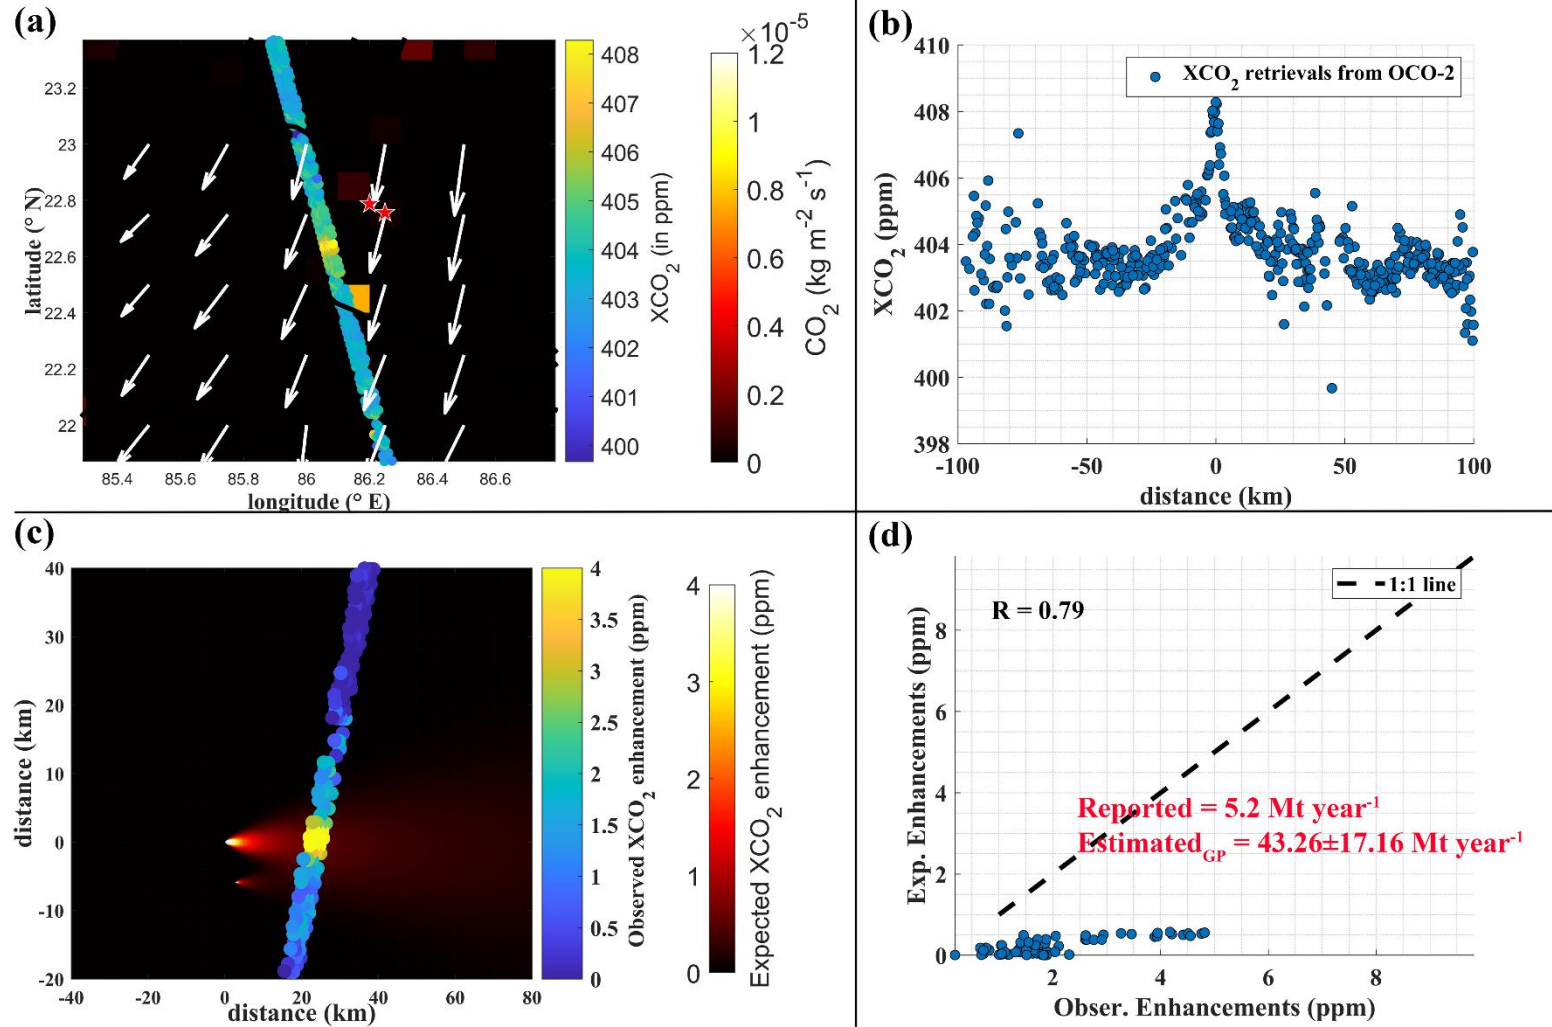 (a)
×10⁻⁵
latitude (° N)
23.2
23
22.8
22.6
22.4
22.2
22
85.4 85.6 85.8 86 86.2 86.4 86.6
longitude (° E)
408
407
406
405
404
403
402
401
400
XCO₂ (in ppm)
1.2
1
0.8
0.6
0.4
0.2
0
CO₂ (kg m⁻² s⁻¹)
(b)
XCO₂ retrievals from OCO-2
XCO₂ (ppm)
410
408
406
404
402
400
398
-100 -50 0 50 100
distance (km)
(c)
distance (km)
40
30
20
10
0
-10
-20
-40 -20 0 20 40 60 80
distance (km)
4
3.5
3
2.5
2
1.5
1
0.5
0
Observed XCO₂ enhancement (ppm)
4
3
2
1
0
Expected XCO₂ enhancement (ppm)
(d)
1:1 line
R = 0.79
Reported = 5.2 Mt year⁻¹
Estimated_GP = 43.26±17.16 Mt year⁻¹
Exp. Enhancements (ppm)
8
6
4
2
0
2 4 6 8
Obser. Enhancements (ppm)